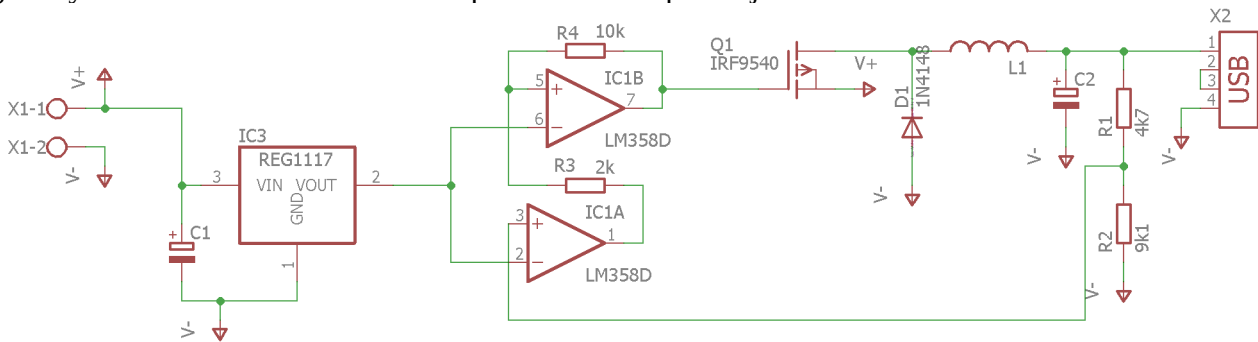 X2
R4 10k
Q1
IRF9540
V+
1N4148
D1
L1
C2
1
2
3
4
USB
R1
4k7
V+
X1-1
X1-2
V-
IC1B
5
+
6
-
7
LM358D
IC3
REG1117
3
VIN VOUT
2
GND
1
R3 2k
IC1A
3
+
2
-
1
LM358D
+
C1
V-
V-
+
V-
V-
R2
9k1
V-